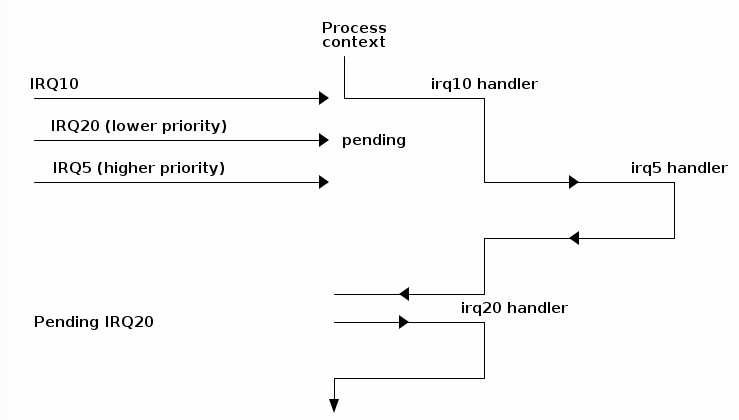 Process
context
IRQ10
irq10 handler
IRQ20 (lower priority)
pending
IRQ5 (higher priority)
irq5 handler
irq20 handler
Pending IRQ20